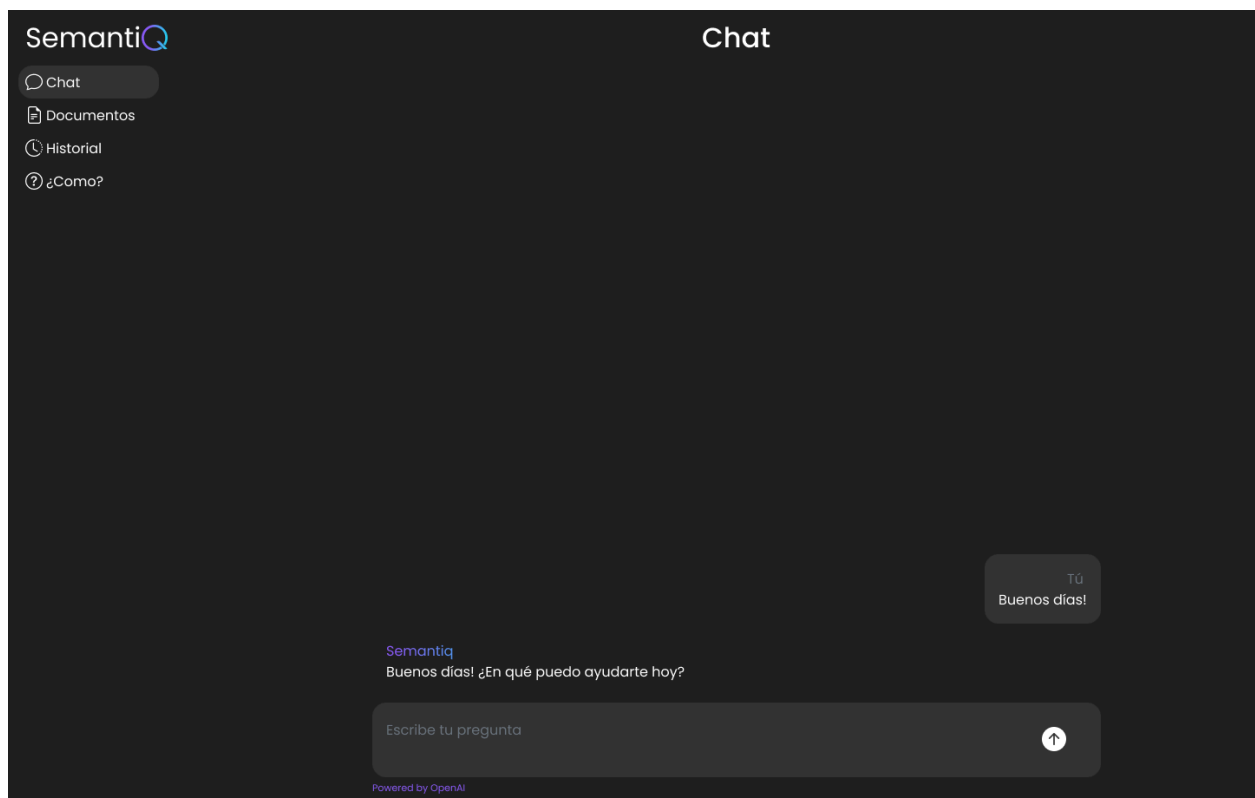 SemantiQ
Chat
Chat
Documentos
Historial
¿Como?
Tú
Buenos días!
Semantiq
Buenos días! ¿En qué puedo ayudarte hoy?
Escribe tu pregunta
Powered by OpenAI